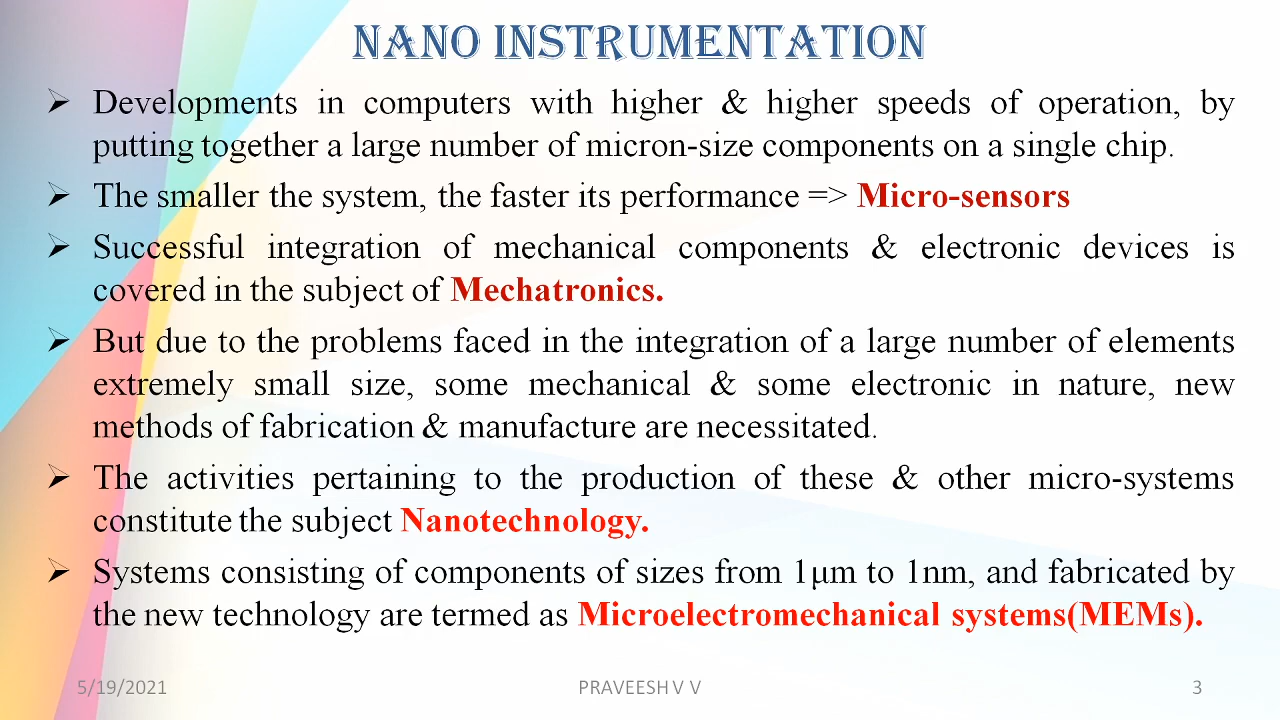 NANO INSTRUMENTATION
➢ Developments in computers with higher & higher speeds of operation, by
putting together a large number of micron-size components on a single chip.
➢ The smaller the system, the faster its performance => Micro-sensors
➢ Successful integration of mechanical components & electronic devices is
covered in the subject of Mechatronics.
➢ But due to the problems faced in the integration of a large number of elements
extremely small size, some mechanical & some electronic in nature, new
methods of fabrication & manufacture are necessitated.
➢ The activities pertaining to the production of these & other micro-systems
constitute the subject Nanotechnology.
➢ Systems consisting of components of sizes from 1μm to 1nm, and fabricated by
the new technology are termed as Microelectromechanical systems(MEMs).
5/19/2021 PRAVEESH V V 3